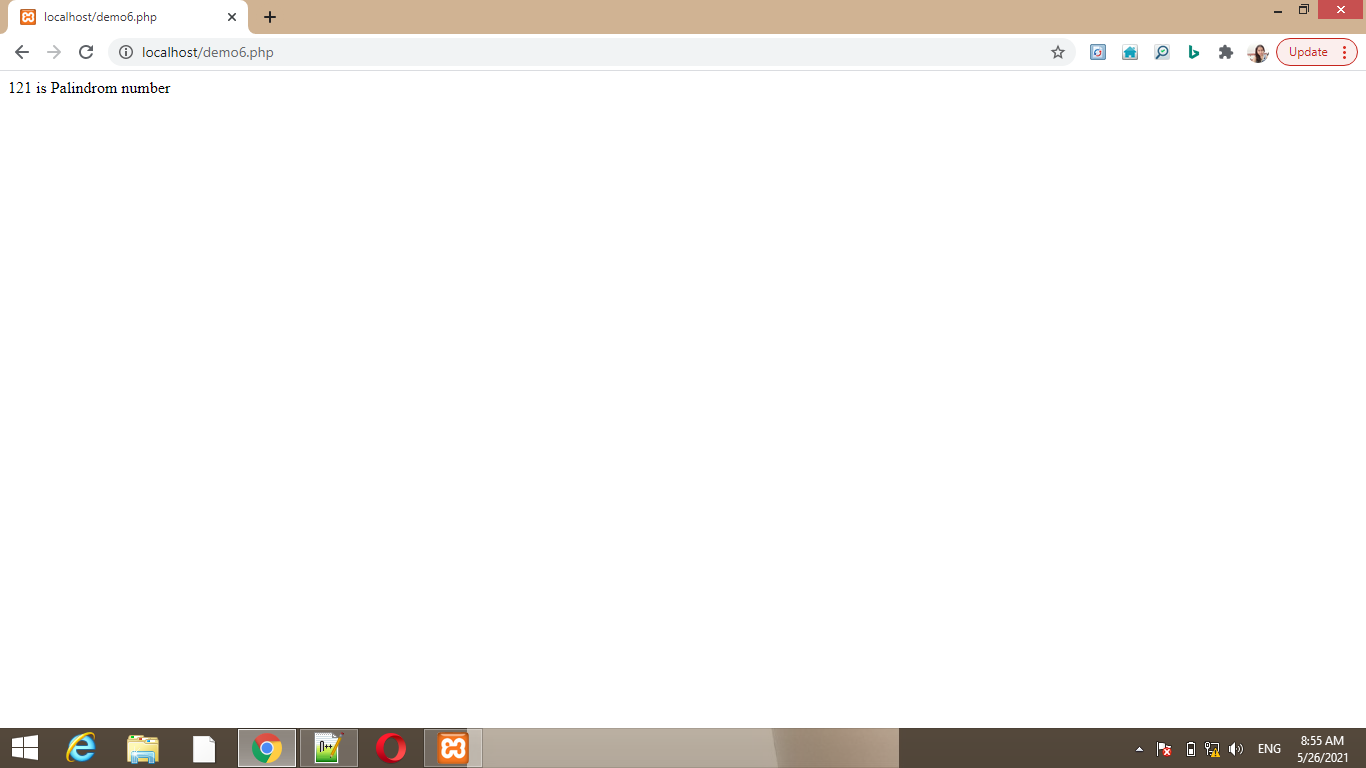 localhost/demo6.php
localhost/demo6.php
Update
121 is Palindrom number
ENG
8:55 AM
5/26/2021